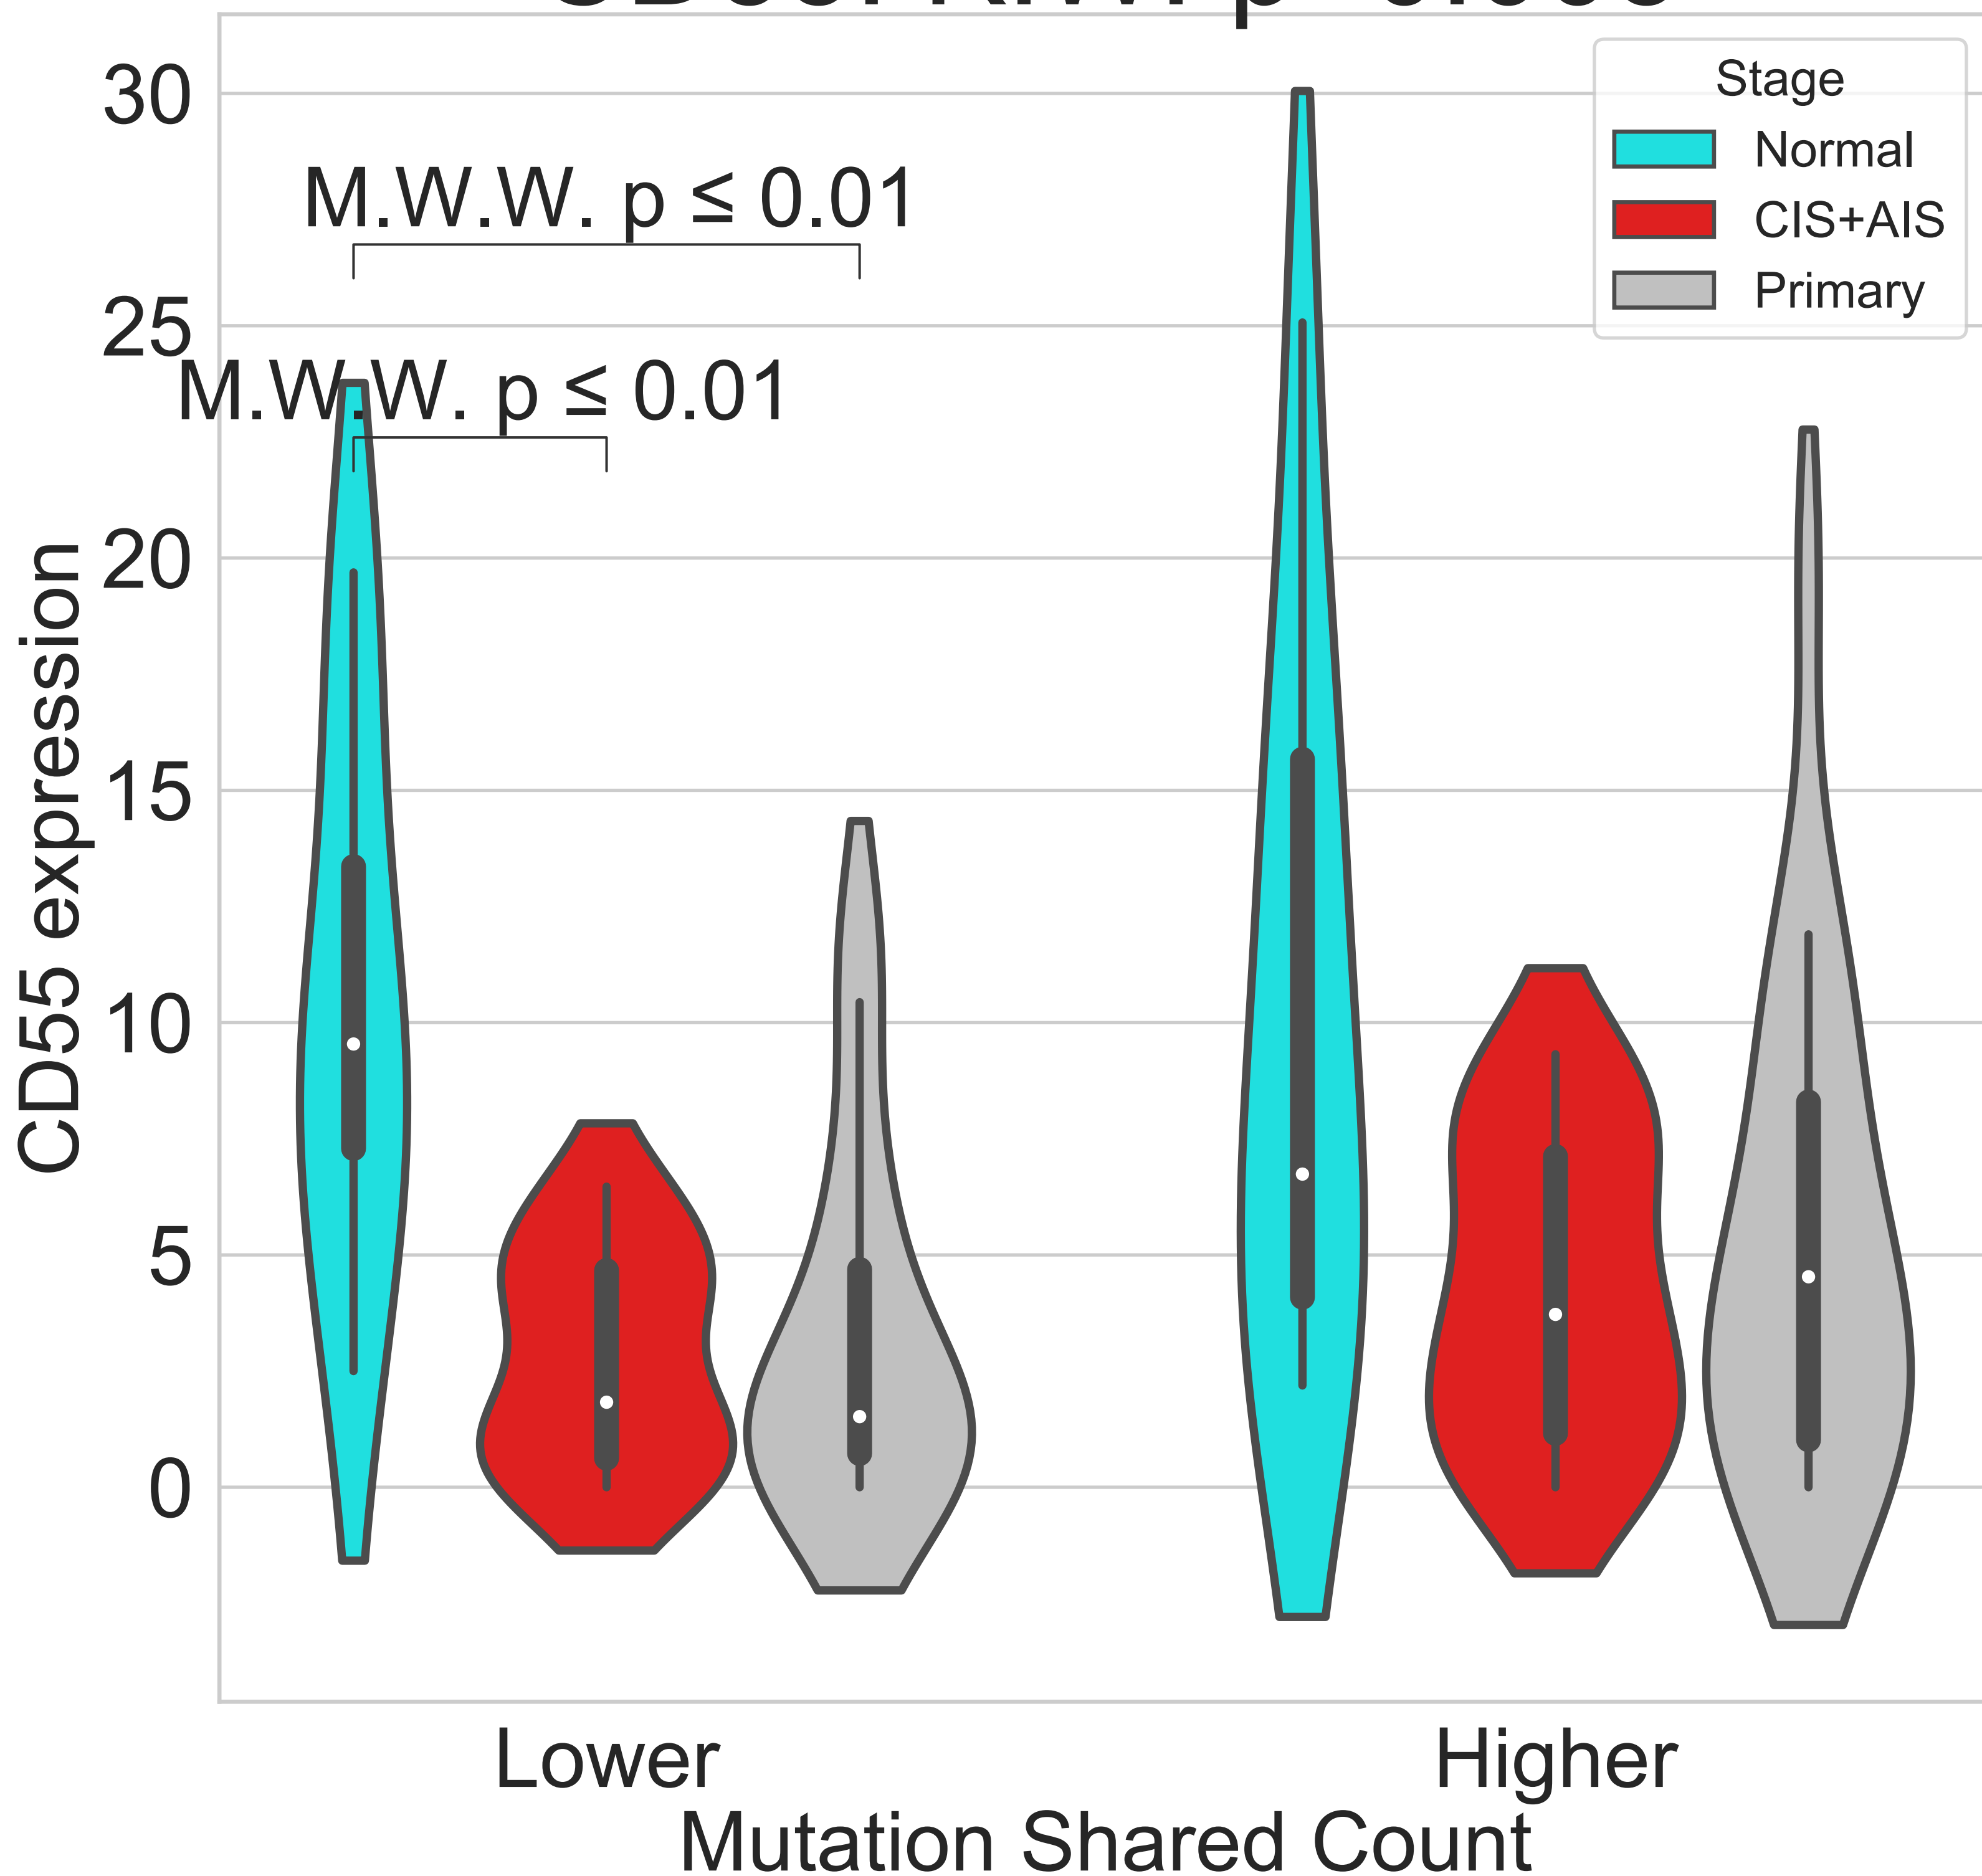 Stage
Normal
CIS+AIS
Primary
M.W.W. p ≤ 0.01
M.W.W. p ≤ 0.01
30
25
20
15
10
5
0
CD55 expression
Lower
Higher
Mutation Shared Count